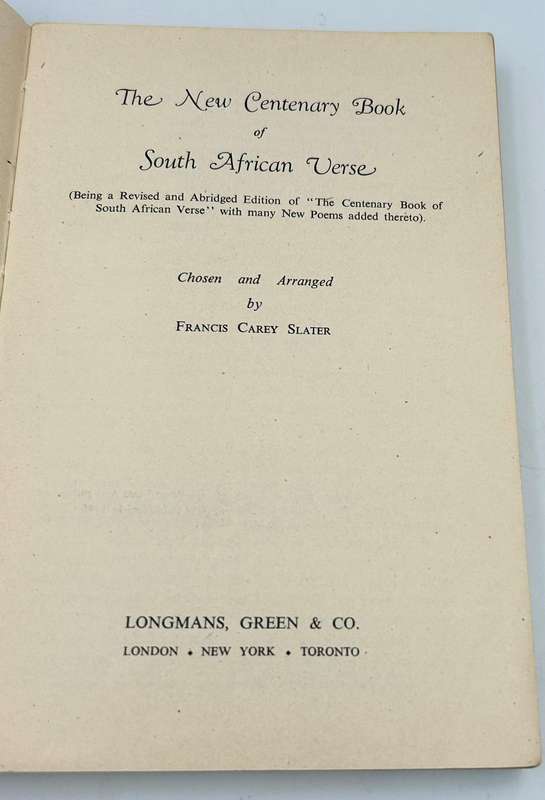 The New Centenary Book
of
South African Verse
(Being a Revised and Abridged Edition of "The Centenary Book of
South African Verse" with many New Poems added thereto).
Chosen and Arranged
by
FRANCIS CAREY SLATER
LONGMANS, GREEN & CO.
LONDON • NEW YORK • TORONTO